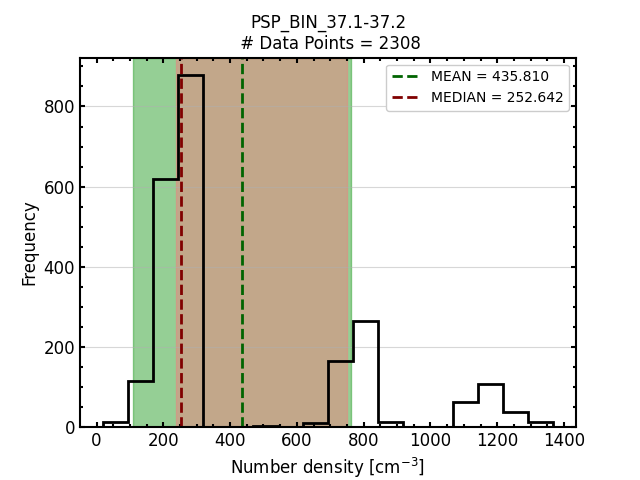 PSP_BIN_37.1-37.2
# Data Points = 2308
MEAN = 435.810
MEDIAN = 252.642
Frequency
800
600
400
200
0
0 200 400 600 800 1000 1200 1400
Number density [cm⁻³]